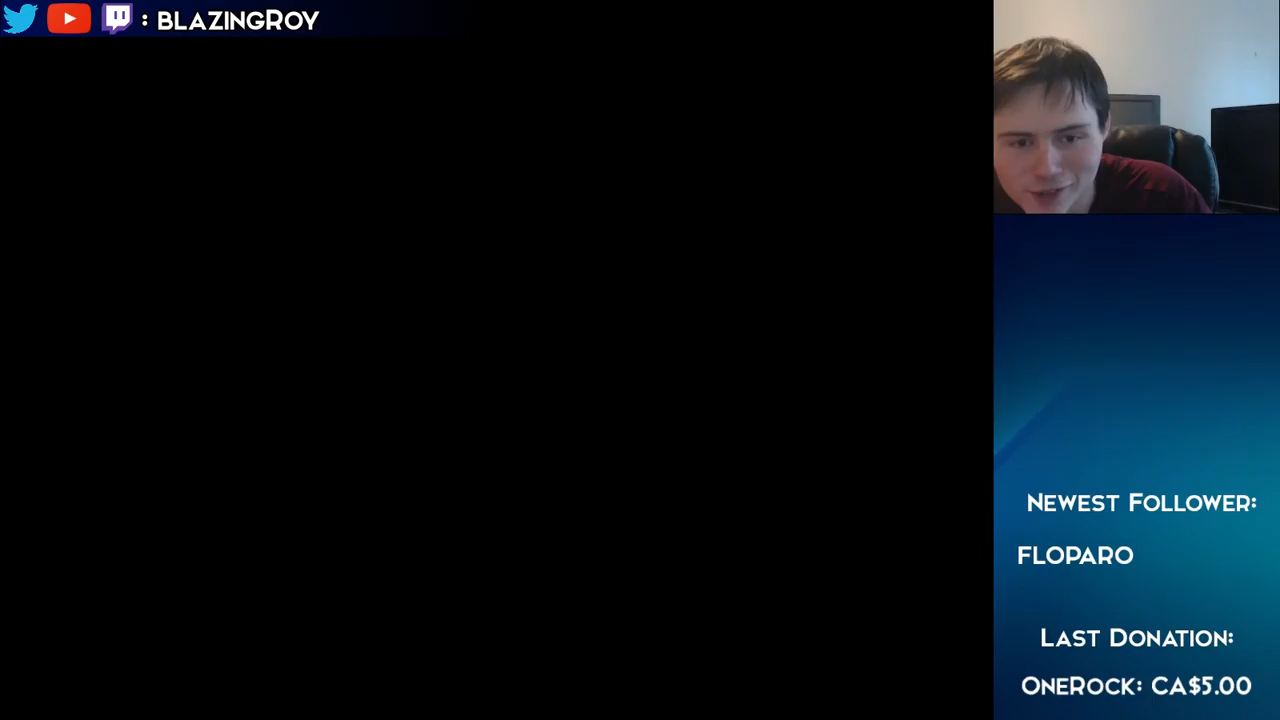 : BlazingRoy
Newest Follower:
FLOPARO
Last Donation:
OneRock: CA$5.00